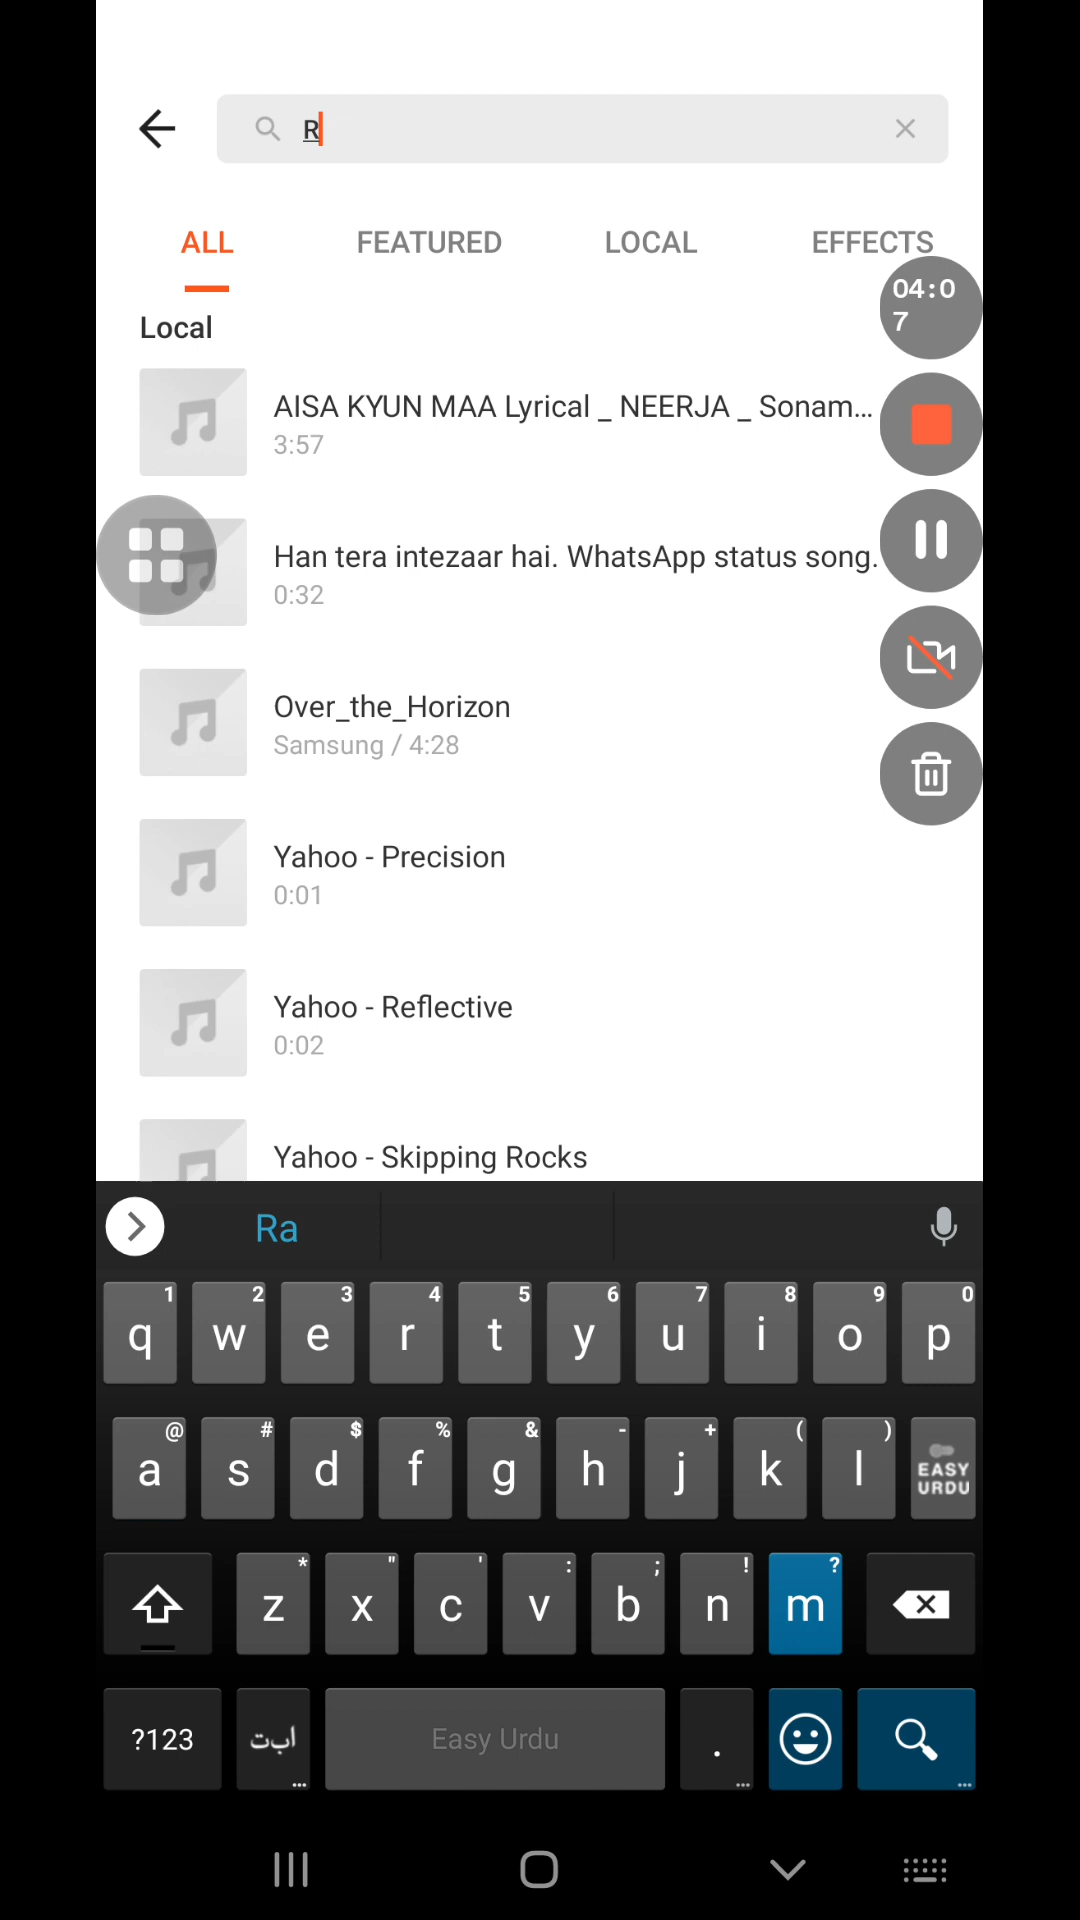 R
ALL FEATURED LOCAL EFFECTS
04:0
7
Local
AISA KYUN MAA Lyrical _ NEERJA _ Sonam...
3:57
Han tera intezaar hai. WhatsApp status song.
0:32
Over_the_Horizon
Samsung / 4:28
Yahoo - Precision
0:01
Yahoo - Reflective
0:02
Yahoo - Skipping Rocks
Ra
1 2 3 4 5 6 7 8 9 0
q w e r t y u i o p
@ # $ % & - + ( )
a s d f g h j k l EASY URDU
* " ' : ; ! ?
z x c v b n m
?123 اب‌ت Easy Urdu .